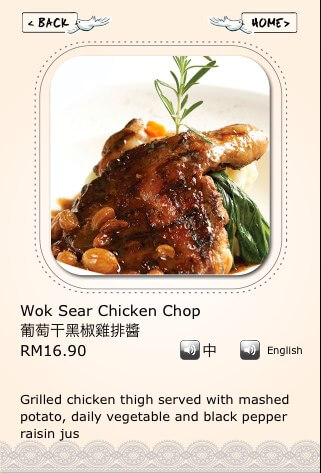 < BACK
HOME>
Wok Sear Chicken Chop
葡萄干黑椒雞排醬
RM16.90
中
English
Grilled chicken thigh served with mashed
potato, daily vegetable and black pepper
raisin jus